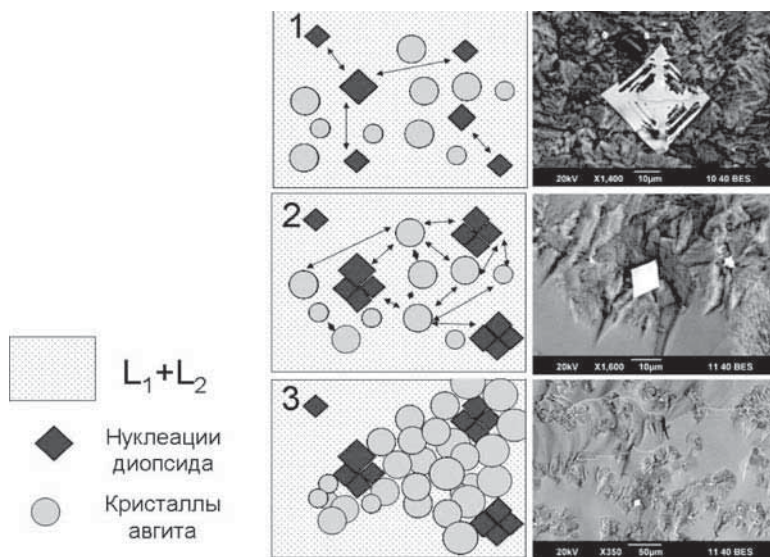 1
20kV X1,400 10µm 10 40 BES
2
20kV X1,600 10µm 11 40 BES
3
20kV X350 50µm 11 40 BES
L₁+L₂
Нуклеации
диопсида
Кристаллы
авгита